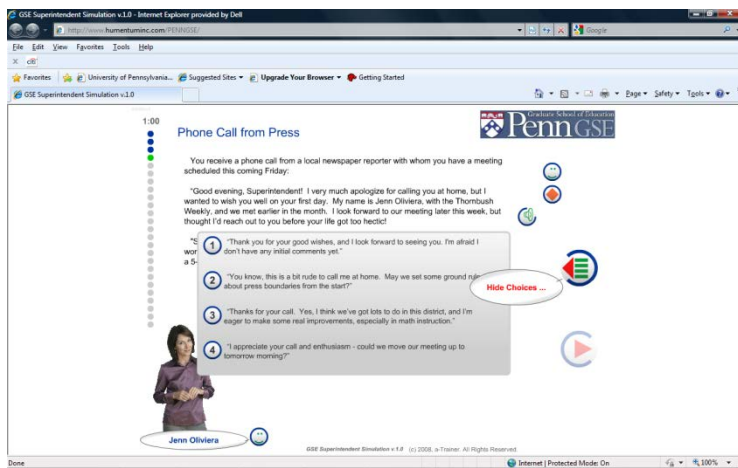 GSE Superintendent Simulation v.1.0 - Internet Explorer provided by Dell
http://www.humentuminc.com/PENNGSE/
Google
File Edit View Favorites Tools Help
x
Favorites University of Pennsylvania... Suggested Sites Upgrade Your Browser Getting Started
GSE Superintendent Simulation v.1.0
Page Safety Tools
1:00
Phone Call from Press
Graduate School of Education
Penn GSE
You receive a phone call from a local newspaper reporter with whom you have a meeting
scheduled this coming Friday:
"Good evening, Superintendent! I very much apologize for calling you at home, but I
wanted to wish you well on your first day. My name is Jenn Oliveira, with the Thornbush
Weekly, and we met earlier in the month. I look forward to our meeting later this week, but
thought I'd reach out to you before your life got too hectic!
"S
wor
a 5-
1 "Thank you for your good wishes, and I look forward to seeing you. I'm afraid I
don't have any initial comments yet."
2 "You know, this is a bit rude to call me at home. May we set some ground rul
about press boundaries from the start?"
Hide Choices ...
3 "Thanks for your call. Yes, I think we've got lots to do in this district, and I'm
eager to make some real improvements, especially in math instruction."
4 "I appreciate your call and enthusiasm - could we move our meeting up to
tomorrow morning?"
Jenn Oliviera
GSE Superintendent Simulation v.1.0 (c) 2008, a-Trainer. All Rights Reserved.
Done
Internet | Protected Mode: On
100%